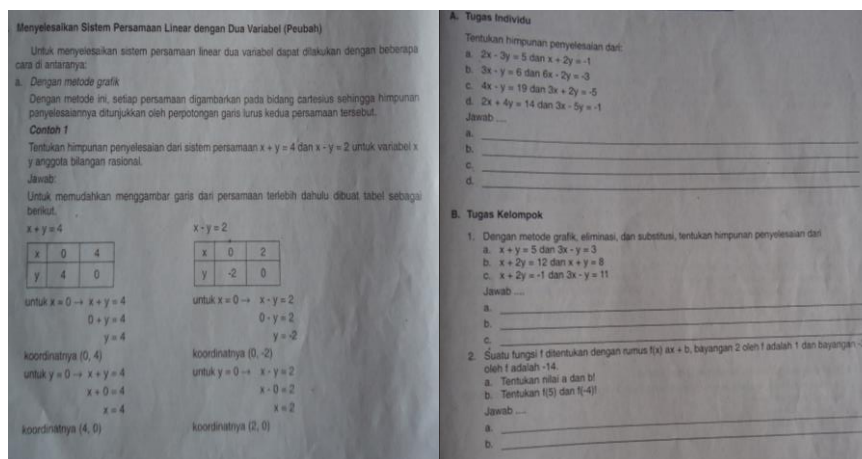 Menyelesaikan Sistem Persamaan Linear dengan Dua Variabel (Peubah)
Untuk menyelesaikan sistem persamaan linear dua variabel dapat dilakukan dengan beberapa
cara di antaranya:
a. Dengan metode grafik
Dengan metode ini, setiap persamaan digambarkan pada bidang cartesius sehingga himpunan
panyelesaiannya ditunjukkan oleh perpotongan garis lurus kedua persamaan tersebut.
Contoh 1
Tentukan himpunan penyelesaian dari sistem persamaan x + y = 4 dan x - y = 2 untuk variabel x
y anggota bilangan rasional.
Jawab:
Untuk memudahkan menggambar garis dari persamaan terlebih dahulu dibuat tabel sebagai
berikut.
x + y = 4
x 0 4
y 4 0
untuk x = 0 → x + y = 4
0 + y = 4
y = 4
koordinatnya (0, 4)
untuk y = 0 → x + y = 4
x + 0 = 4
x = 4
koordinatnya (4, 0)
x - y = 2
x 0 2
y -2 0
untuk x = 0 → x - y = 2
0 - y = 2
y = -2
koordinatnya (0, -2)
untuk y = 0 → x - y = 2
x - 0 = 2
x = 2
koordinatnya (2, 0)
A. Tugas Individu
Tentukan himpunan penyelesaian dari:
a. 2x - 3y = 5 dan x + 2y = -1
b. 3x - y = 6 dan 6x - 2y = -3
c. 4x - y = 19 dan 3x + 2y = -5
d. 2x + 4y = 14 dan 3x - 5y = -1
Jawab ....
a.
b.
c.
d.
B. Tugas Kelompok
1. Dengan metode grafik, eliminasi, dan substitusi, tentukan himpunan penyelesaian dari
a. x + y = 5 dan 3x - y = 3
b. x + 2y = 12 dan x + y = 8
c. x + 2y = -1 dan 3x - y = 11
Jawab ....
a.
b.
c.
2. Suatu fungsi f ditentukan dengan rumus f(x) ax + b, bayangan 2 oleh f adalah 1 dan bayangan
oleh f adalah -14.
a. Tentukan nilai a dan b!
b. Tentukan f(5) dan f(-4)!
Jawab ....
a.
b.